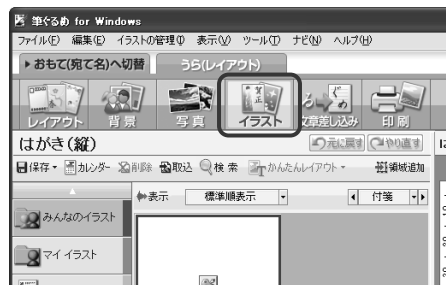 筆ぐるめ for Windows
ファイル(F) 編集(E) イラストの管理(I) 表示(V) ツール(T) ナビ(N) ヘルプ(H)
おもて(宛て名)へ切替 うら(レイアウト)
レイアウト 背景 写真 イラスト 文章差し込み 印刷
はがき(縦) 元に戻す やり直す は
保存 カレンダー 削除 取込 検索 かんたんレイアウト 領域追加
表示 標準順表示 付箋
みんなのイラスト
マイ イラスト